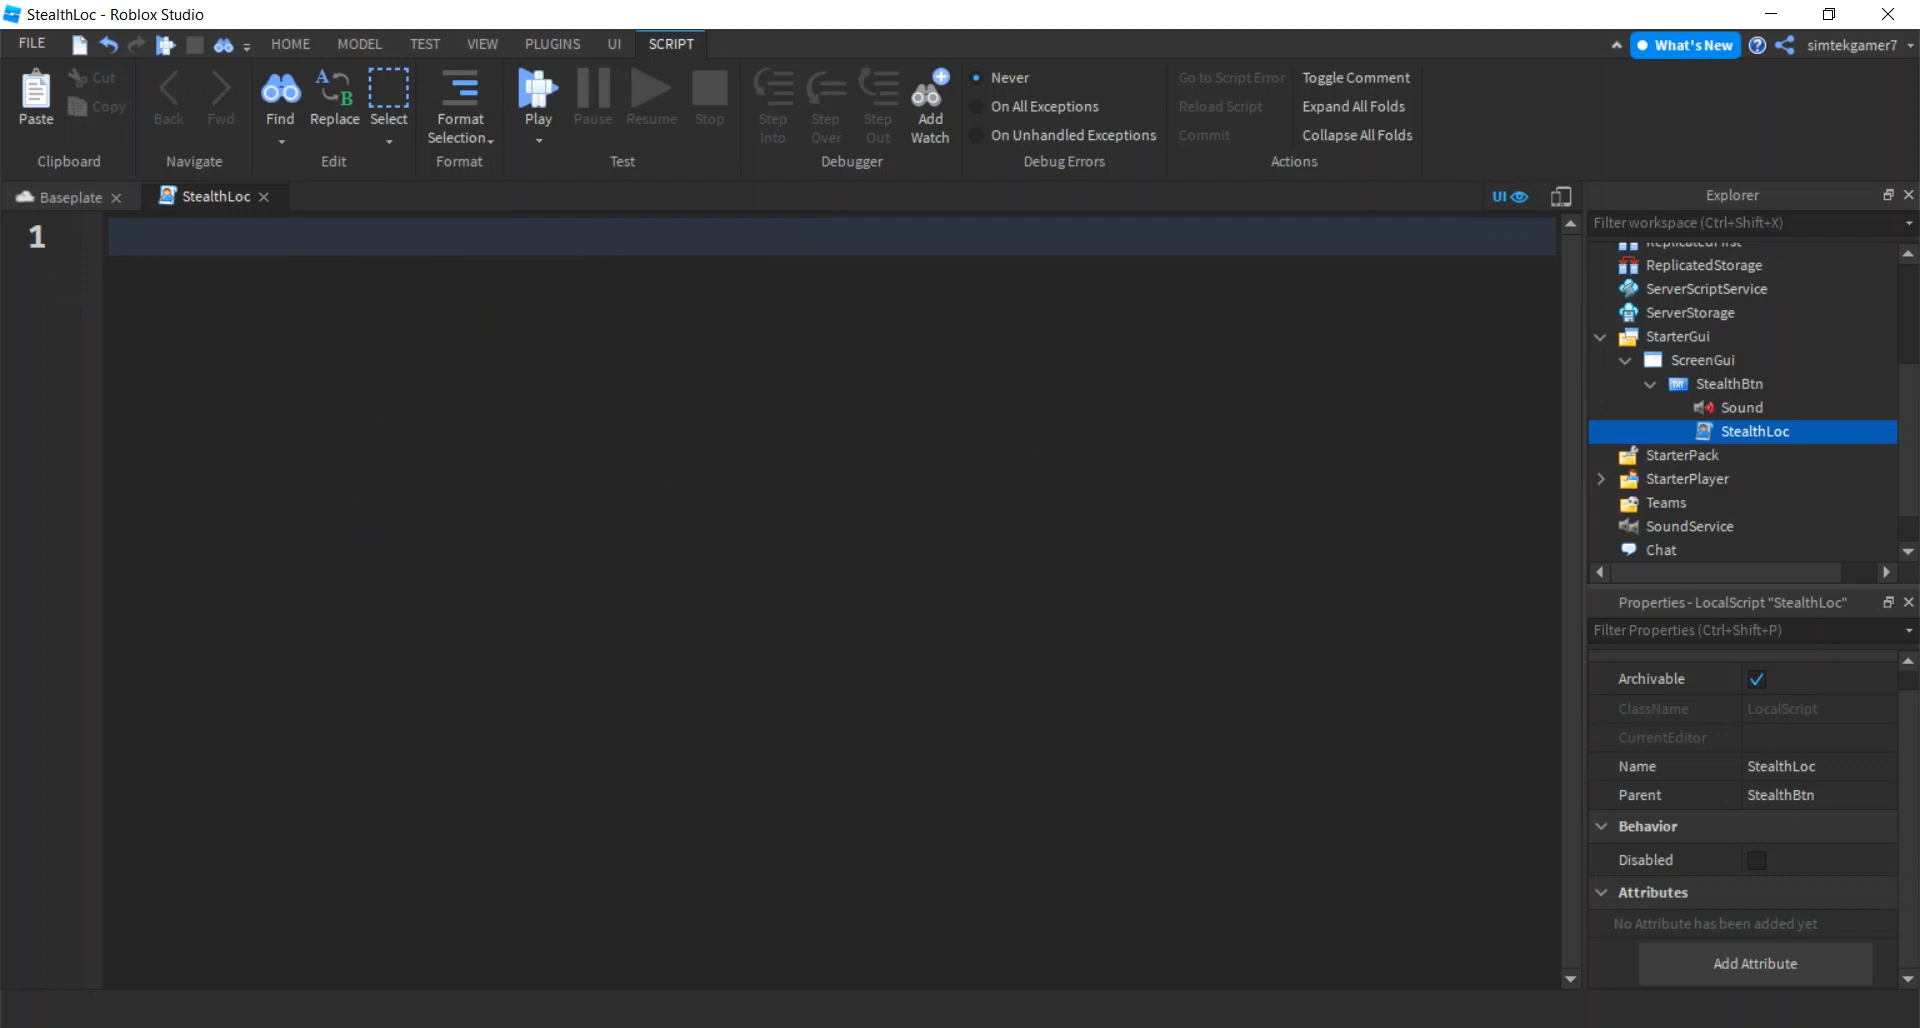 StealthLoc - Roblox Studio
FILE
HOME
MODEL
TEST
VIEW
PLUGINS
UI
SCRIPT
What's New
simtekgamer7
Paste
Cut
Copy
Clipboard
Back
Fwd
Navigate
Find
Replace
Select
Edit
Format
Selection
Format
Play
Pause
Resume
Stop
Test
Step
Into
Step
Over
Step
Out
Add
Watch
Debugger
Never
On All Exceptions
On Unhandled Exceptions
Debug Errors
Go to Script Error
Reload Script
Commit
Toggle Comment
Expand All Folds
Collapse All Folds
Actions
Baseplate
StealthLoc
UI
1
Explorer
Filter workspace (Ctrl+Shift+X)
ReplicatedFirst
ReplicatedStorage
ServerScriptService
ServerStorage
StarterGui
ScreenGui
StealthBtn
Sound
StealthLoc
StarterPack
StarterPlayer
Teams
SoundService
Chat
Properties - LocalScript "StealthLoc"
Filter Properties (Ctrl+Shift+P)
Archivable
ClassName LocalScript
CurrentEditor
Name StealthLoc
Parent StealthBtn
Behavior
Disabled
Attributes
No Attribute has been added yet
Add Attribute